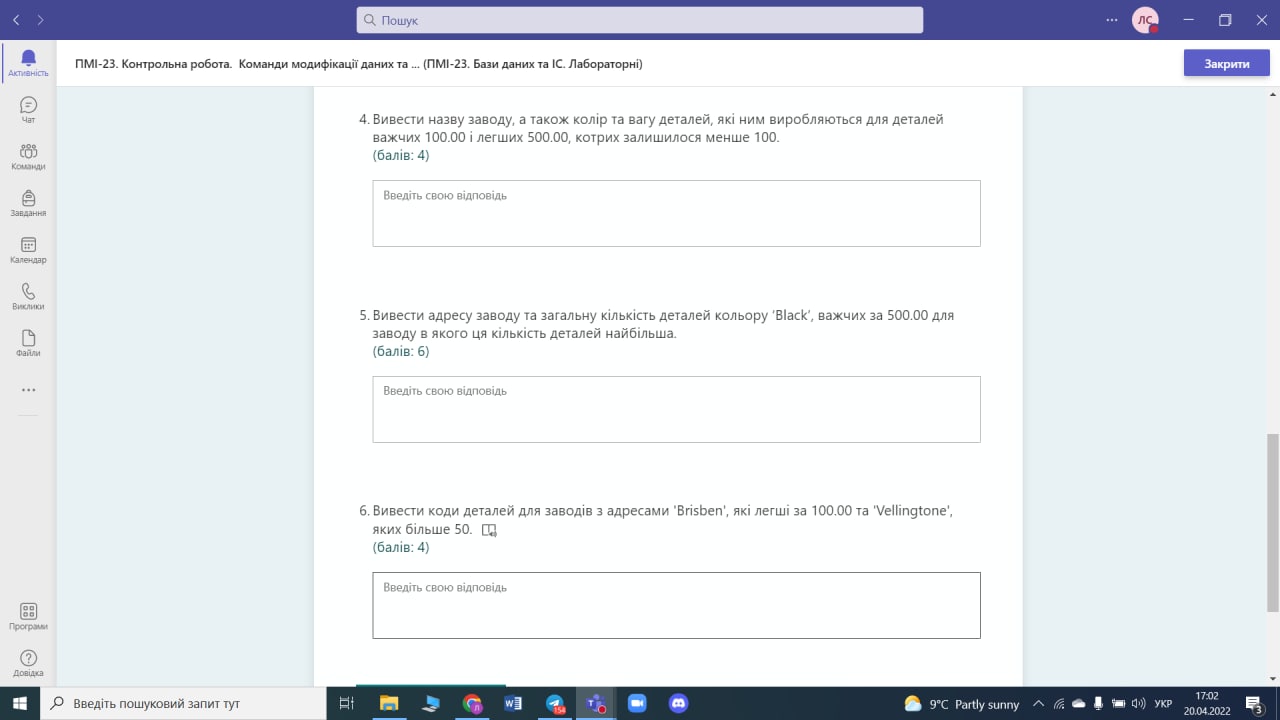 Пошук
ЛС
ПМІ-23. Контрольна робота. Команди модифікації даних та ... (ПМІ-23. Бази даних та ІС. Лабораторні)
Закрити
Активність
Чат
Команди
Завдання
Календар
Виклики
Файли
Програми
Довідка
4. Вивести назву заводу, а також колір та вагу деталей, які ним виробляються для деталей
важчих 100.00 і легших 500.00, котрих залишилося менше 100.
(балів: 4)
Введіть свою відповідь
5. Вивести адресу заводу та загальну кількість деталей кольору 'Black', важчих за 500.00 для
заводу в якого ця кількість деталей найбільша.
(балів: 6)
Введіть свою відповідь
6. Вивести коди деталей для заводів з адресами 'Brisben', які легші за 100.00 та 'Vellingtone',
яких більше 50.
(балів: 4)
Введіть свою відповідь
Введіть пошуковий запит тут
154
9°C Partly sunny
УКР
17:02
20.04.2022
3